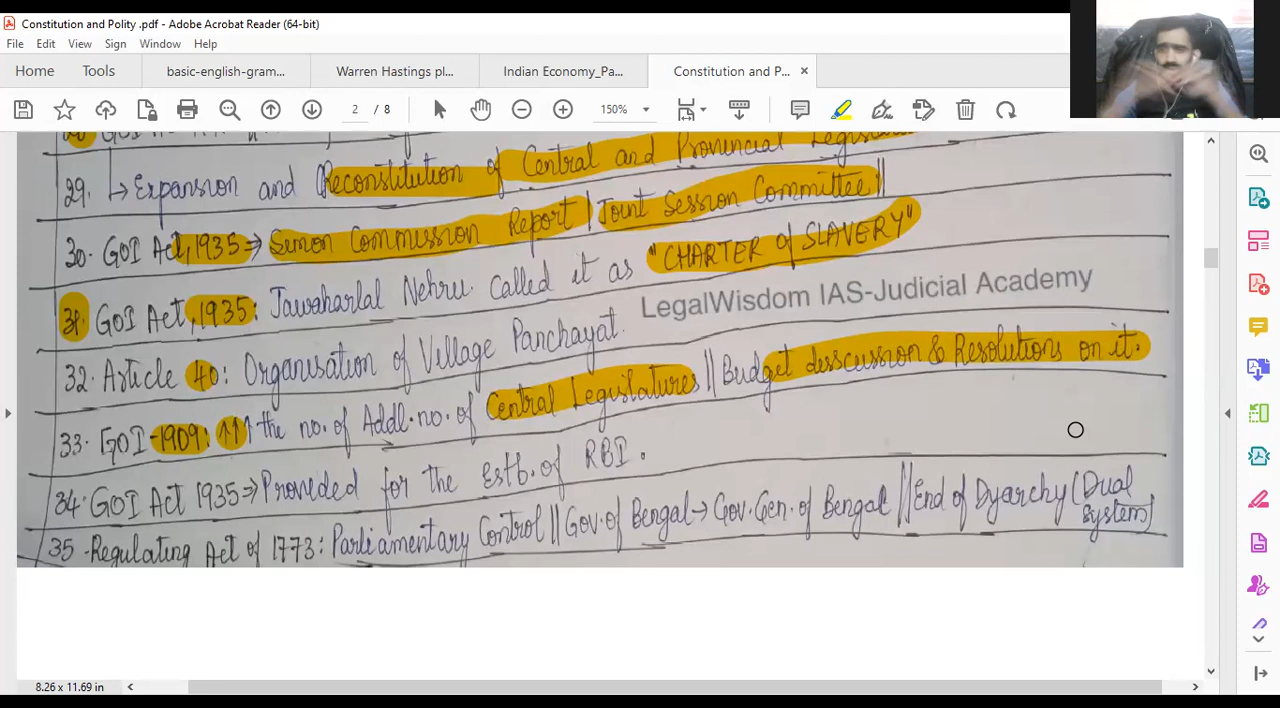 Constitution and Polity .pdf - Adobe Acrobat Reader (64-bit)
File Edit View Sign Window Help
Home Tools basic-english-gram... Warren Hastings pl... Indian Economy_Pa... Constitution and P... ×
2 / 8 150%
29. ↳ Expansion and Reconstitution of Central and Provincial
30. GOI Act, 1935 ⇒ Simon Commission Report | Joint Session Committee ||
31. GOI Act, 1935: Jawaharlal Nehru called it as "CHARTER of SLAVERY"
LegalWisdom IAS-Judicial Academy
32. Article 40: Organisation of Village Panchayat.
33. GOI-1909: ↑↑↑ the no. of Addl. no. of Central Legislatures || Budget desscussion & Resolutions on it.
34. GOI Act 1935 ⇒ Provided for the Estb. of RBI.
35. Regulating Act of 1773: Parliamentary Control || Gov. of Bengal → Gov. Gen. of Bengal || End of Dyarchy (Dual System)
8.26 x 11.69 in